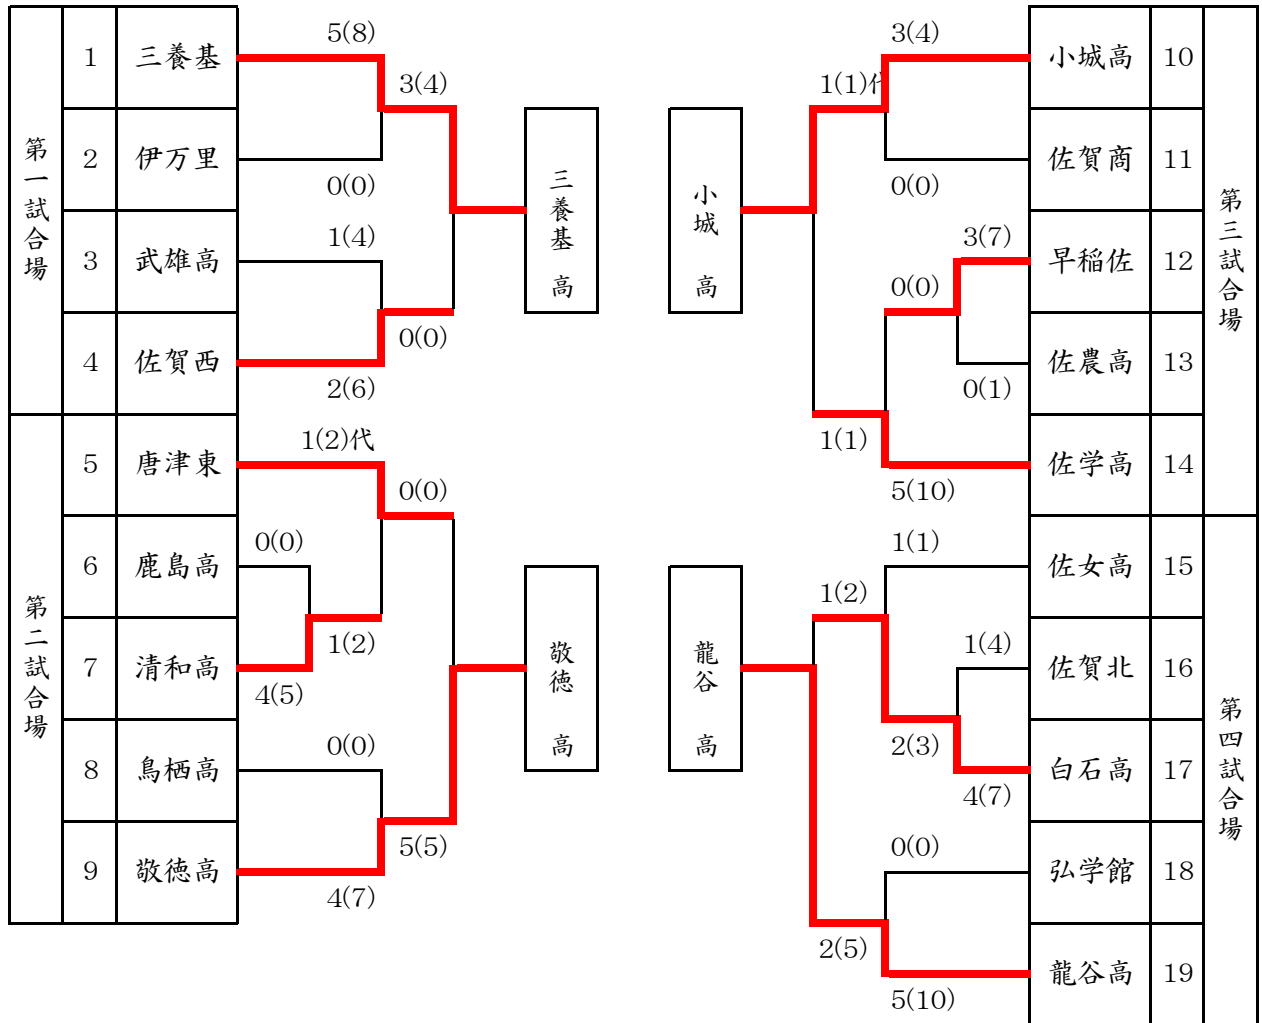 第一試合場
1 三養基
2 伊万里
3 武雄高
4 佐賀西
第二試合場
5 唐津東
6 鹿島高
7 清和高
8 鳥栖高
9 敬徳高
5(8)
3(4)
0(0)
1(4)
0(0)
2(6)
1(2)代
0(0)
0(0)
1(2)
4(5)
0(0)
5(5)
4(7)
三養基 高
敬徳 高
小城 高
龍谷 高
3(4)
1(1)代
0(0)
3(7)
0(0)
0(1)
1(1)
5(10)
1(1)
1(2)
1(4)
2(3)
4(7)
0(0)
2(5)
5(10)
小城高 10
佐賀商 11
早稲佐 12
佐農高 13
佐学高 14
第三試合場
佐女高 15
佐賀北 16
白石高 17
弘学館 18
龍谷高 19
第四試合場